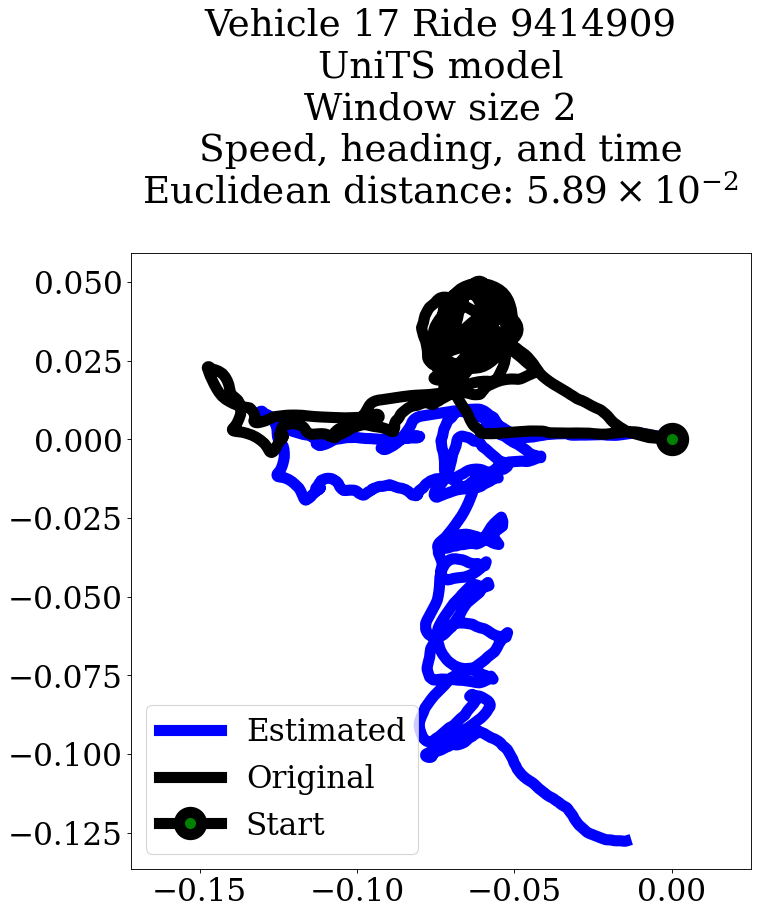 Vehicle 17 Ride 9414909
UniTS model
Window size 2
Speed, heading, and time
Euclidean distance: 5.89 × 10⁻²
0.050
0.025
0.000
−0.025
−0.050
−0.075
−0.100
−0.125
Estimated
Original
Start
−0.15
−0.10
−0.05
0.00